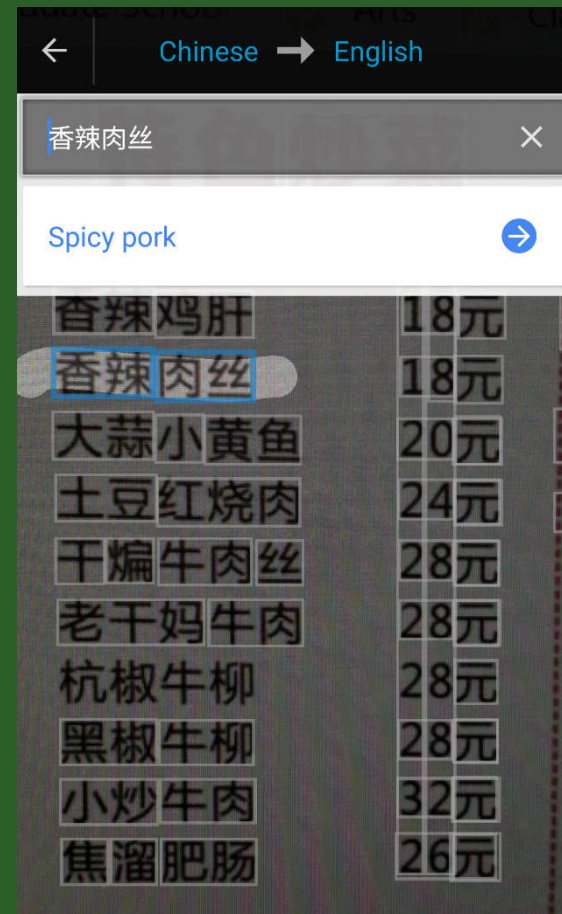 Chinese → English
香辣肉丝
Spicy pork
香辣鸡肝 18元
香辣肉丝 18元
大蒜小黄鱼 20元
土豆红烧肉 24元
干煸牛肉丝 28元
老干妈牛肉 28元
杭椒牛柳 28元
黑椒牛柳 28元
小炒牛肉 32元
焦溜肥肠 26元